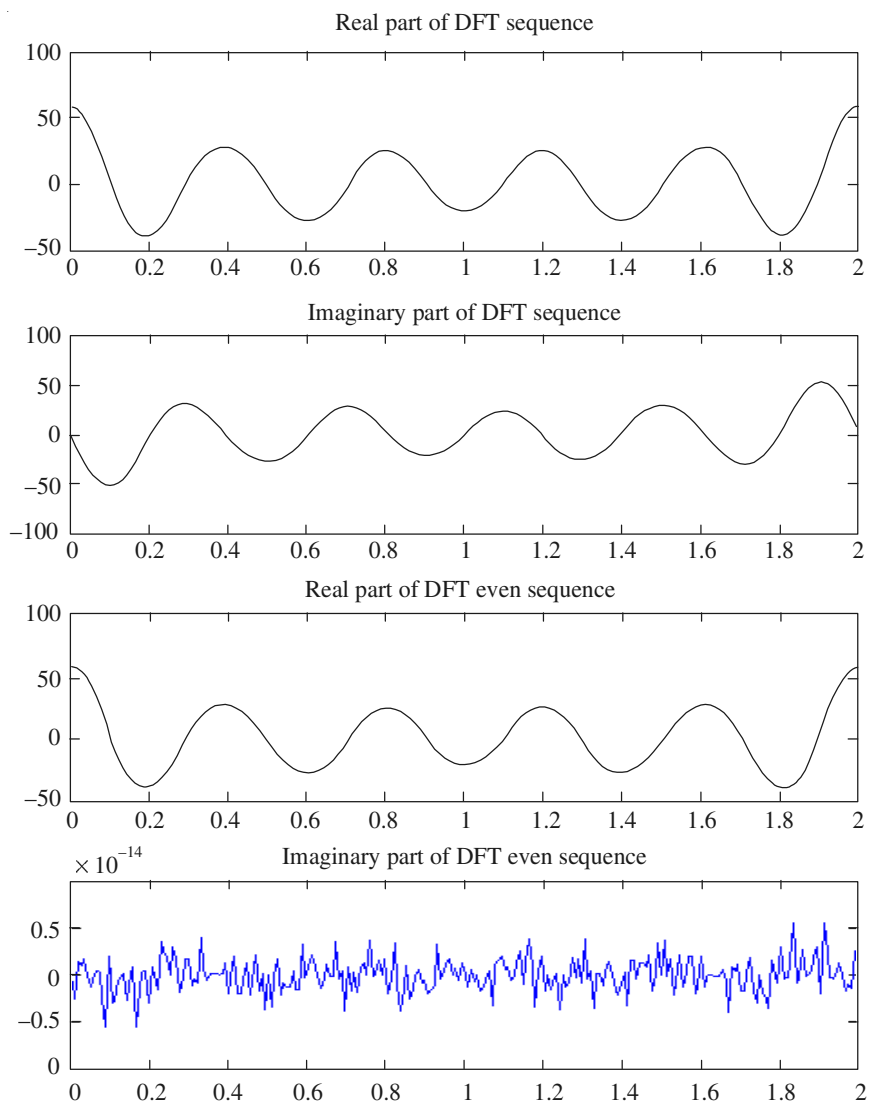 Real part of DFT sequence
100
50
0
–50
0 0.2 0.4 0.6 0.8 1 1.2 1.4 1.6 1.8 2
Imaginary part of DFT sequence
100
50
0
–50
–100
0 0.2 0.4 0.6 0.8 1 1.2 1.4 1.6 1.8 2
Real part of DFT even sequence
100
50
0
–50
0 0.2 0.4 0.6 0.8 1 1.2 1.4 1.6 1.8 2
× 10⁻¹⁴ Imaginary part of DFT even sequence
0.5
0
–0.5
0
0 0.2 0.4 0.6 0.8 1 1.2 1.4 1.6 1.8 2